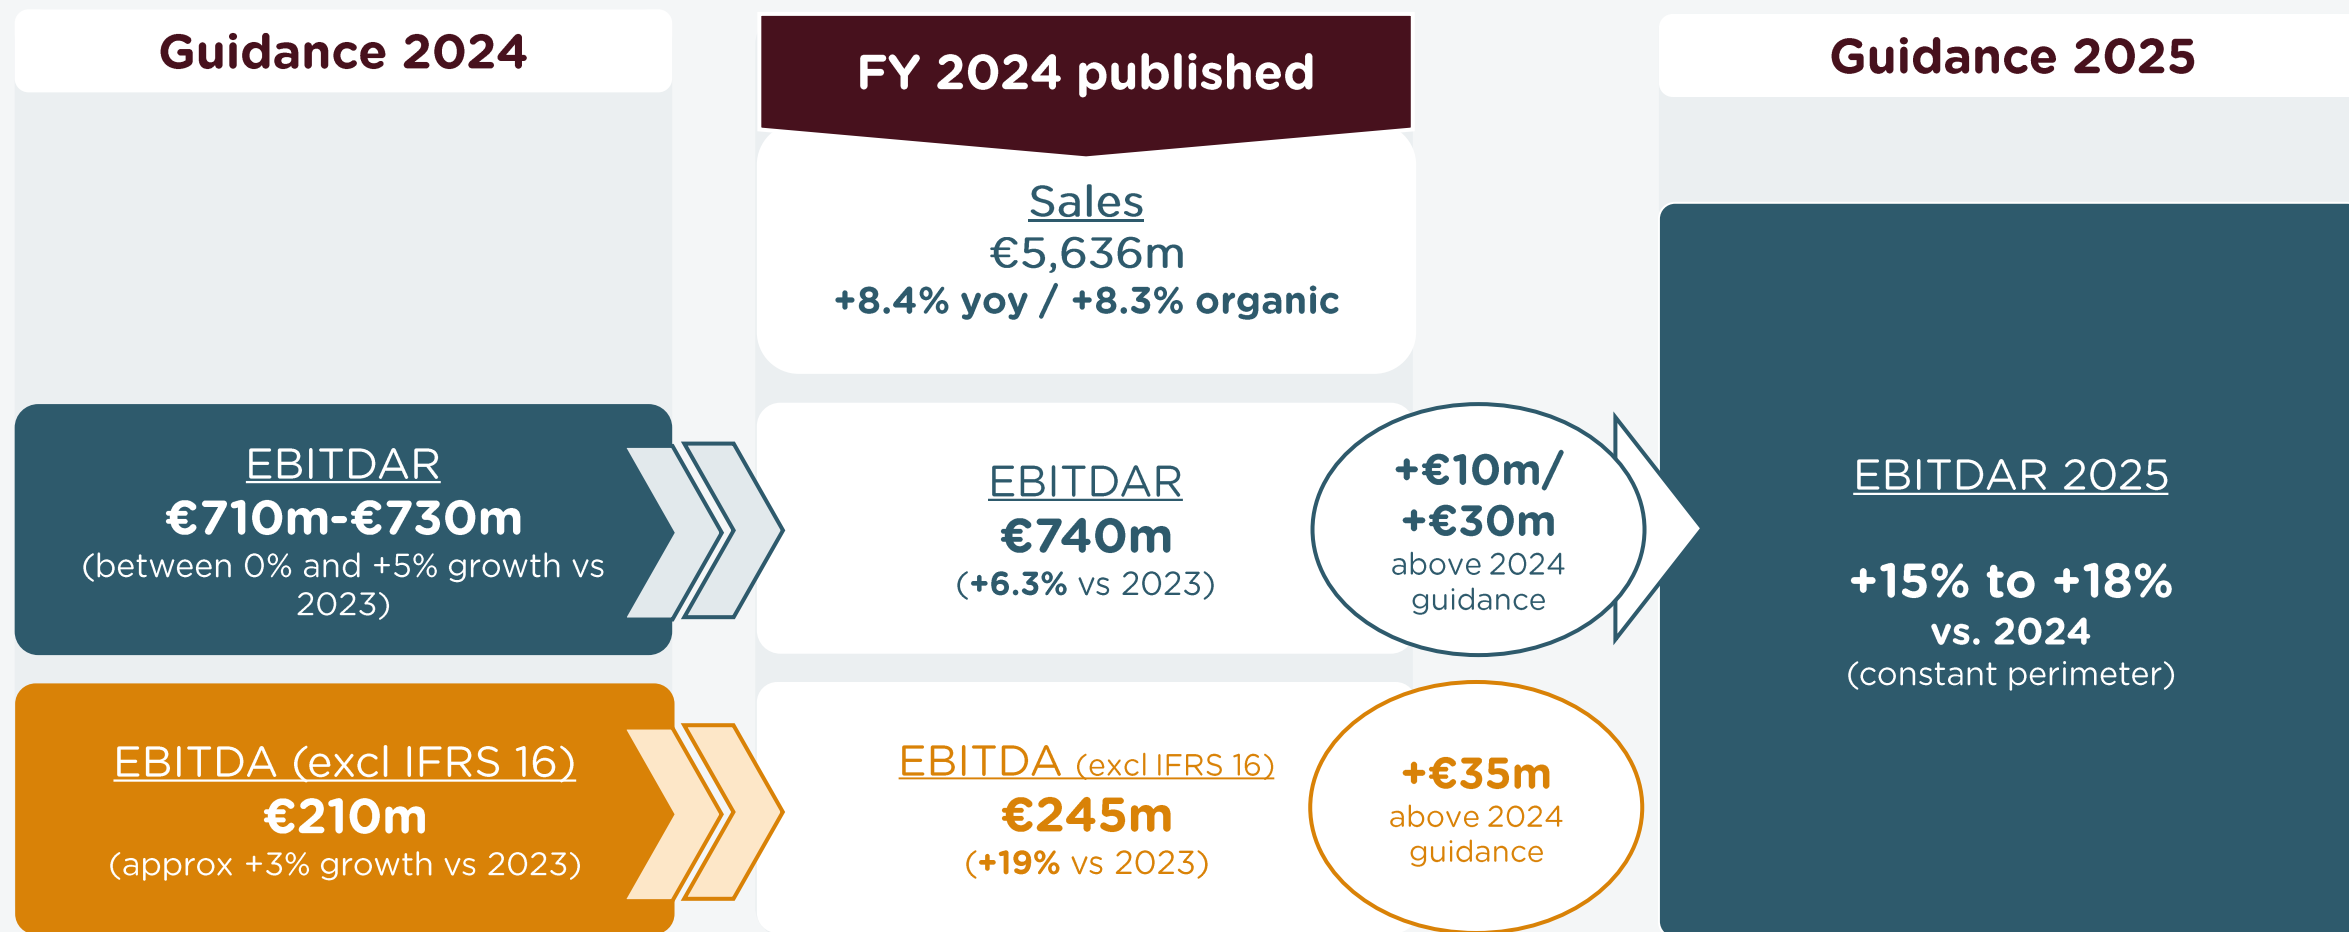 Guidance 2024
EBITDAR
€710m-€730m
(between 0% and +5% growth vs
2023)
EBITDA (excl IFRS 16)
€210m
(approx +3% growth vs 2023)
FY 2024 published
Sales
€5,636m
+8.4% yoy / +8.3% organic
EBITDAR
€740m
(+6.3% vs 2023)
+€10m/
+€30m
above 2024
guidance
EBITDA (excl IFRS 16)
€245m
(+19% vs 2023)
+€35m
above 2024
guidance
Guidance 2025
EBITDAR 2025
+15% to +18%
vs. 2024
(constant perimeter)